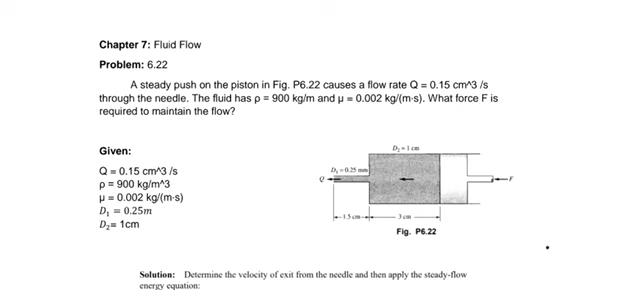 Chapter 7: Fluid Flow
Problem: 6.22
A steady push on the piston in Fig. P6.22 causes a flow rate Q = 0.15 cm^3 /s
through the needle. The fluid has ρ = 900 kg/m and μ = 0.002 kg/(m·s). What force F is
required to maintain the flow?
Given:
Q = 0.15 cm^3 /s
ρ = 900 kg/m^3
μ = 0.002 kg/(m·s)
D₁ = 0.25m
D₂= 1cm
D₂ = 1 cm
D₁ = 0.25 mm
Q
F
1.5 cm
3 cm
Fig. P6.22
Solution: Determine the velocity of exit from the needle and then apply the steady-flow
energy equation: